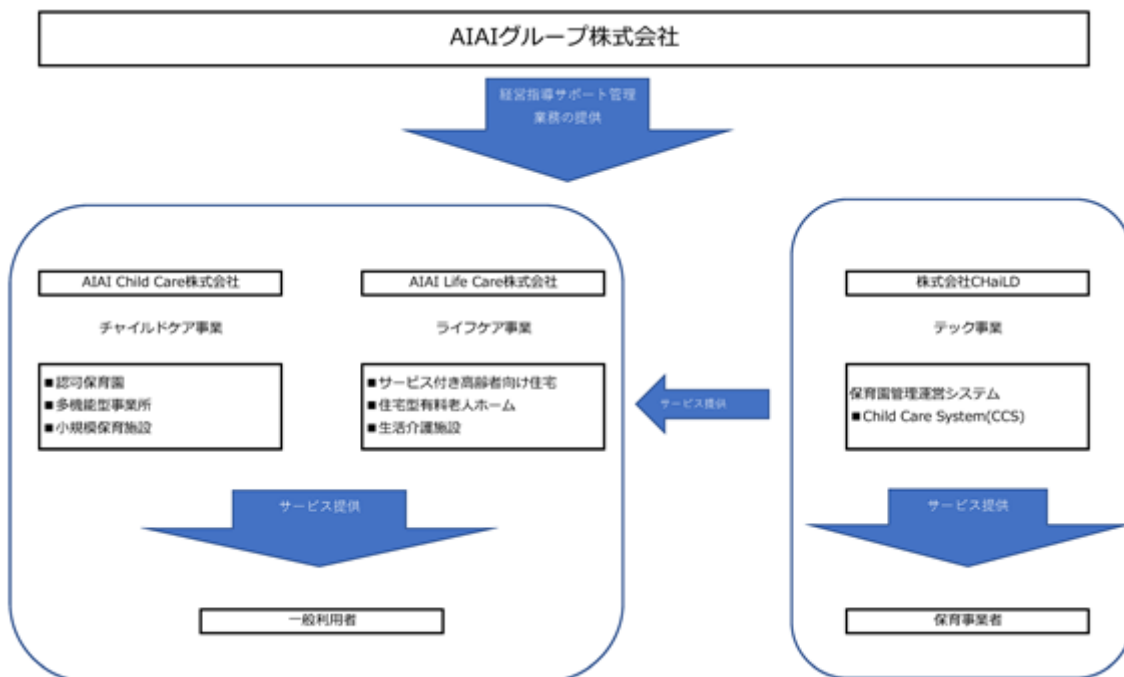 AIAIグループ株式会社
経営指導サポート管理
業務の提供
AIAI Child Care株式会社
チャイルドケア事業
■認可保育園
■多機能型事業所
■小規模保育施設
AIAI Life Care株式会社
ライフケア事業
■サービス付き高齢者向け住宅
■住宅型有料老人ホーム
■生活介護施設
サービス提供
一般利用者
サービス提供
株式会社CHaiLD
テック事業
保育園管理運営システム
■Child Care System(CCS)
サービス提供
保育事業者